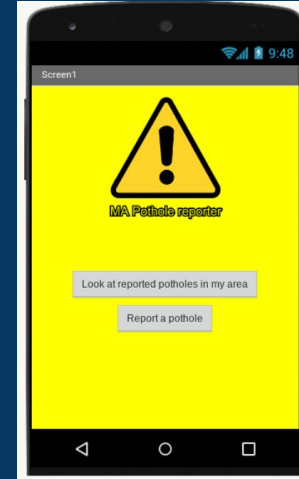 9:48
Screen1
!
MA Pothole reporter
Look at reported potholes in my area
Report a pothole